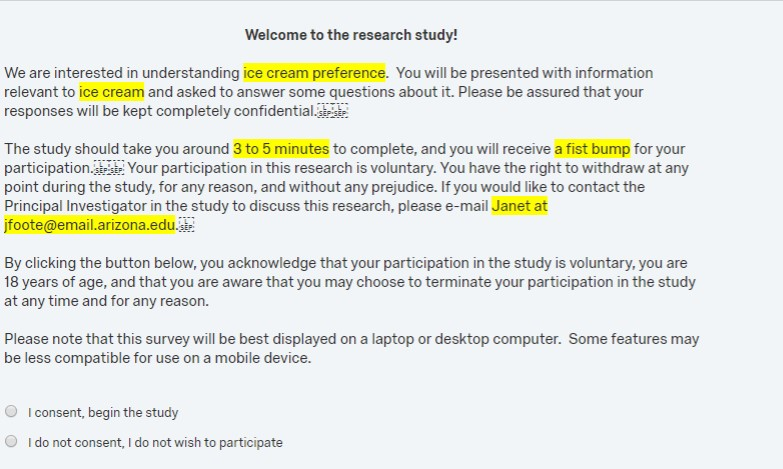 Welcome to the research study!
We are interested in understanding ice cream preference. You will be presented with information
relevant to ice cream and asked to answer some questions about it. Please be assured that your
responses will be kept completely confidential.
The study should take you around 3 to 5 minutes to complete, and you will receive a fist bump for your
participation. Your participation in this research is voluntary. You have the right to withdraw at any
point during the study, for any reason, and without any prejudice. If you would like to contact the
Principal Investigator in the study to discuss this research, please e-mail Janet at
jfoote@email.arizona.edu.
By clicking the button below, you acknowledge that your participation in the study is voluntary, you are
18 years of age, and that you are aware that you may choose to terminate your participation in the study
at any time and for any reason.
Please note that this survey will be best displayed on a laptop or desktop computer. Some features may
be less compatible for use on a mobile device.
I consent, begin the study
I do not consent, I do not wish to participate